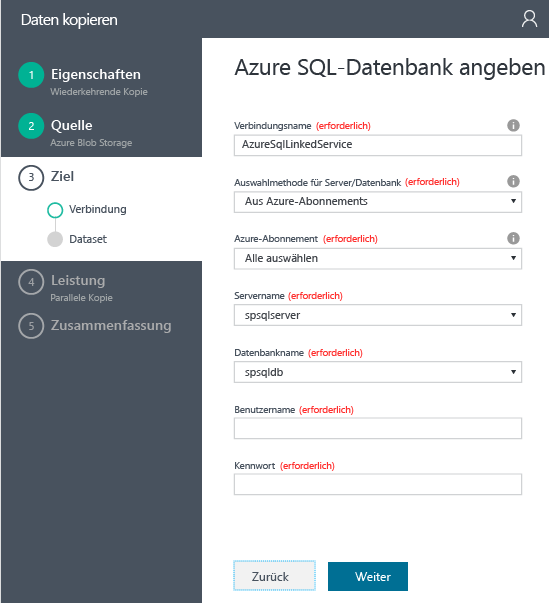 Daten kopieren
1 Eigenschaften
Wiederkehrende Kopie
2 Quelle
Azure Blob Storage
3 Ziel
Verbindung
Dataset
4 Leistung
Parallele Kopie
5 Zusammenfassung
Azure SQL-Datenbank angeben
Verbindungsname (erforderlich)
AzureSqlLinkedService
Auswahlmethode für Server/Datenbank (erforderlich)
Aus Azure-Abonnements
Azure-Abonnement (erforderlich)
Alle auswählen
Servername (erforderlich)
spsqlserver
Datenbankname (erforderlich)
spsqldb
Benutzername (erforderlich)
Kennwort (erforderlich)
Zurück Weiter